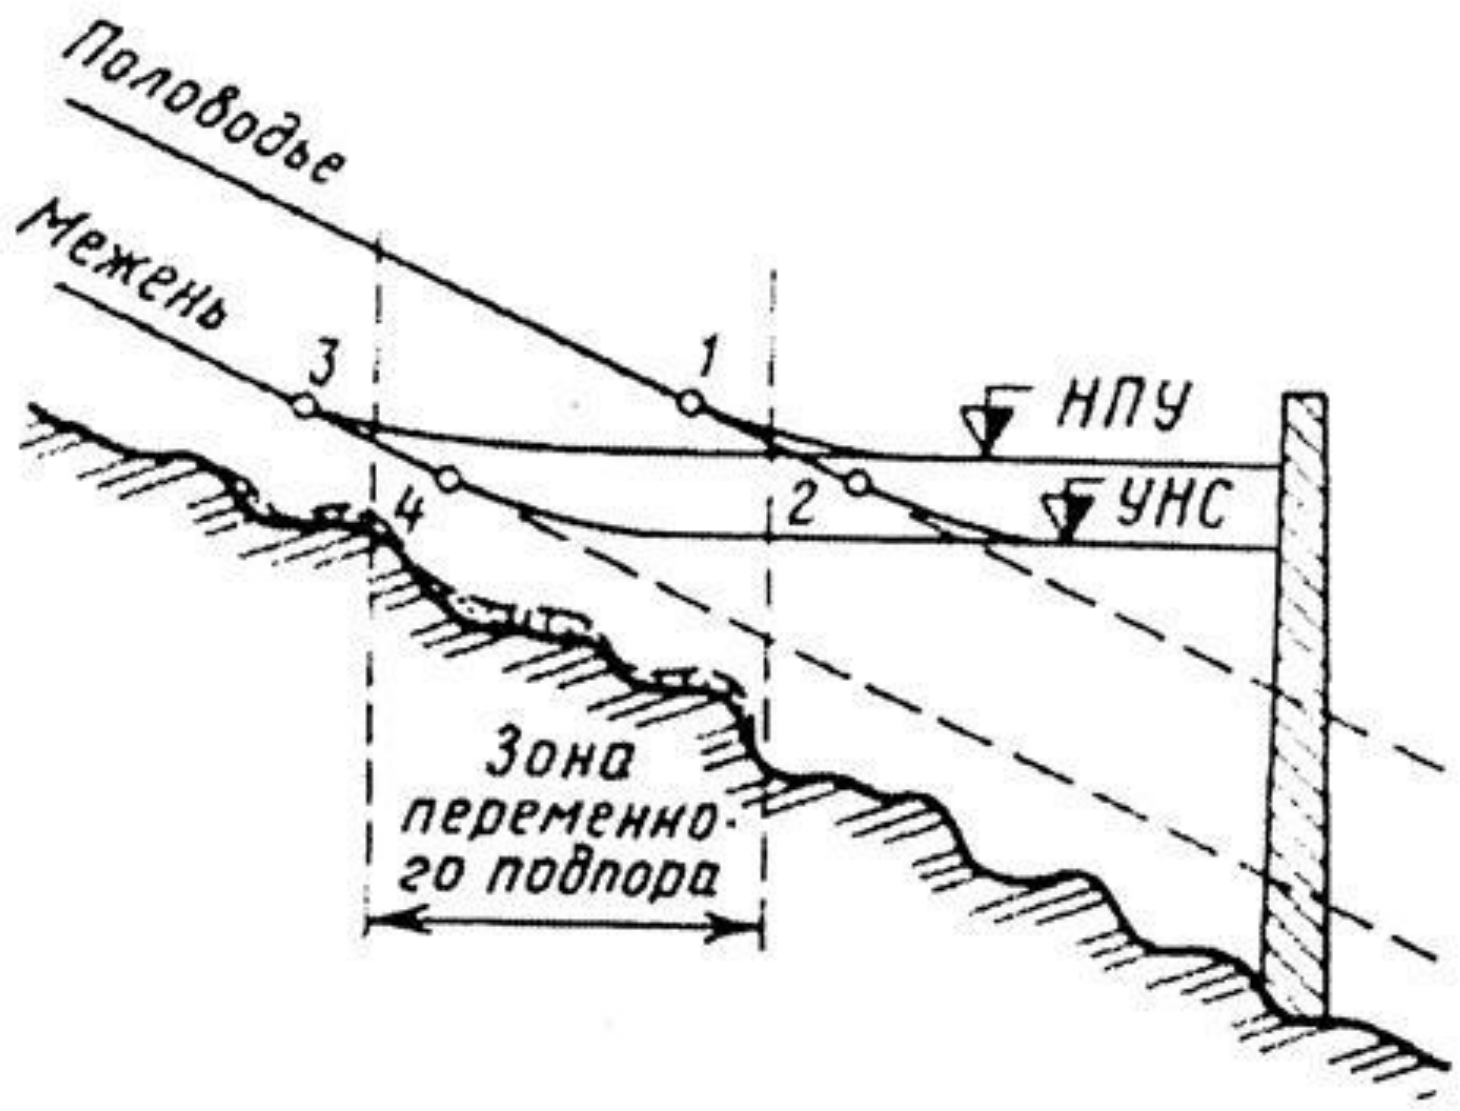 Половодье
Межень
3
1
НПУ
4
2
УНС
Зона
переменно-
го подпора